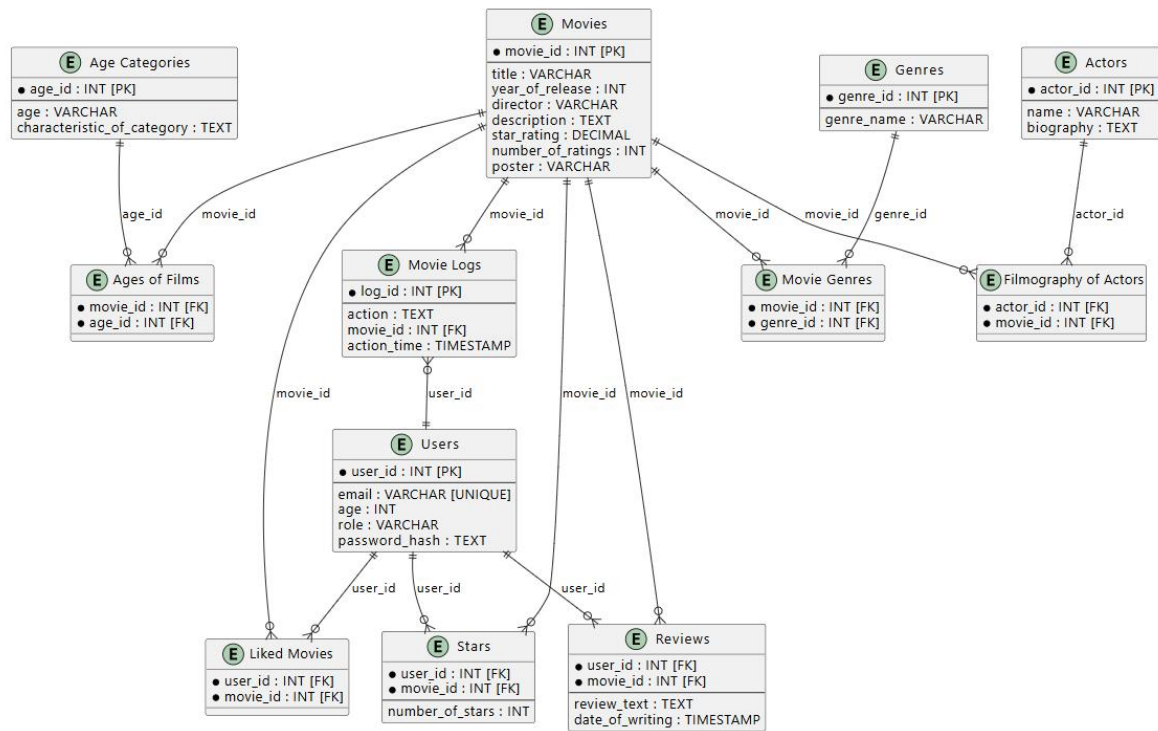 E Movies
● movie_id : INT [PK]
title : VARCHAR
year_of_release : INT
director : VARCHAR
description : TEXT
star_rating : DECIMAL
number_of_ratings : INT
poster : VARCHAR
E Age Categories
● age_id : INT [PK]
age : VARCHAR
characteristic_of_category : TEXT
E Genres
● genre_id : INT [PK]
genre_name : VARCHAR
E Actors
● actor_id : INT [PK]
name : VARCHAR
biography : TEXT
age_id
movie_id
movie_id
movie_id
genre_id
movie_id
actor_id
E Ages of Films
● movie_id : INT [FK]
● age_id : INT [FK]
E Movie Logs
● log_id : INT [PK]
action : TEXT
movie_id : INT [FK]
action_time : TIMESTAMP
E Movie Genres
● movie_id : INT [FK]
● genre_id : INT [FK]
E Filmography of Actors
● actor_id : INT [FK]
● movie_id : INT [FK]
movie_id
user_id
movie_id
movie_id
E Users
● user_id : INT [PK]
email : VARCHAR [UNIQUE]
age : INT
role : VARCHAR
password_hash : TEXT
user_id
user_id
user_id
E Liked Movies
● user_id : INT [FK]
● movie_id : INT [FK]
E Stars
● user_id : INT [FK]
● movie_id : INT [FK]
number_of_stars : INT
E Reviews
● user_id : INT [FK]
● movie_id : INT [FK]
review_text : TEXT
date_of_writing : TIMESTAMP